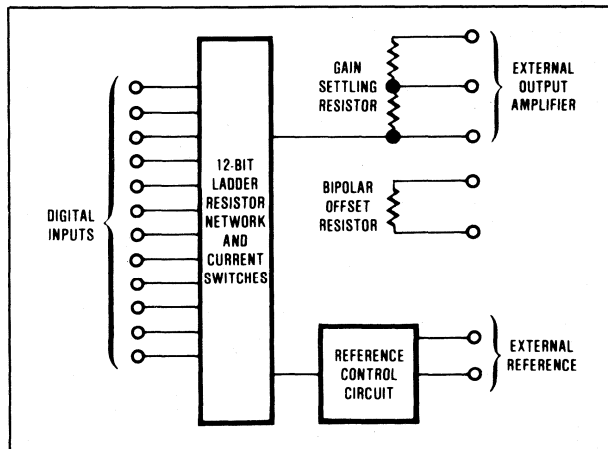 DIGITAL
INPUTS
12-BIT
LADDER
RESISTOR
NETWORK
AND
CURRENT
SWITCHES
GAIN
SETTLING
RESISTOR
EXTERNAL
OUTPUT
AMPLIFIER
BIPOLAR
OFFSET
RESISTOR
REFERENCE
CONTROL
CIRCUIT
EXTERNAL
REFERENCE